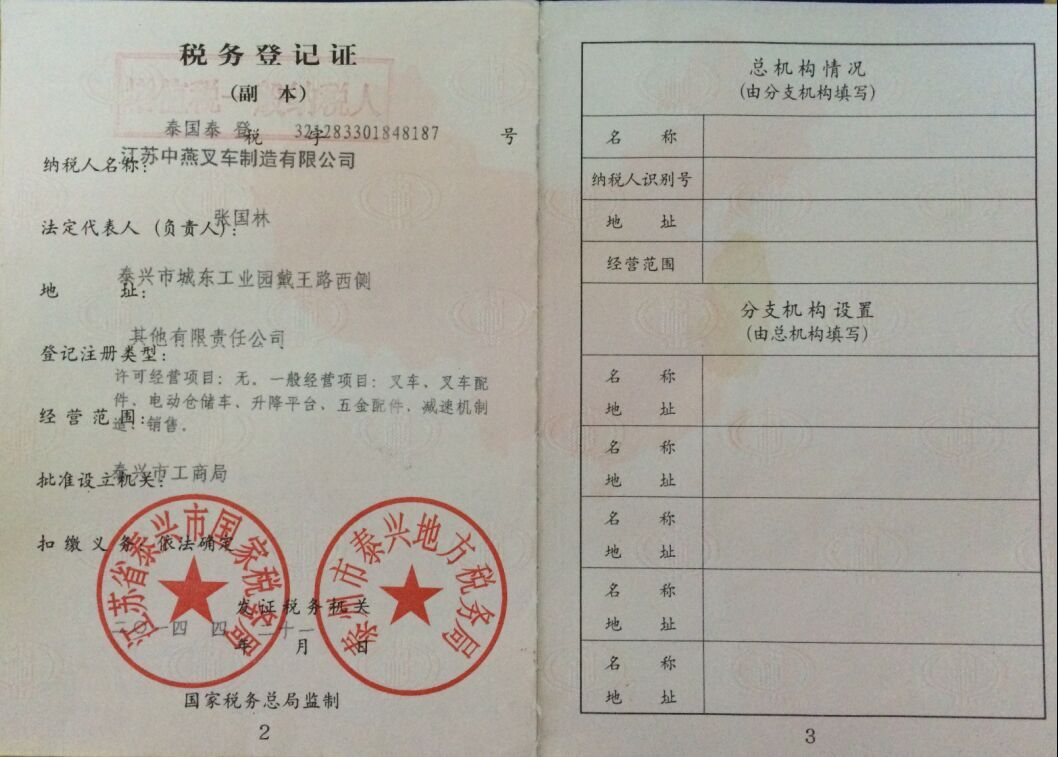 税务登记证
(副 本)
泰国泰登 税 字 321283301848187 号
纳税人名称: 江苏中燕叉车制造有限公司
法定代表人 (负责人): 张国林
地 址: 泰兴市城东工业园戴王路西侧
登记注册类型: 其他有限责任公司
许可经营项目: 无。一般经营项目: 叉车、叉车配
件、电动仓储车、升降平台、五金配件、减速机制
经 营 范 围: 造、销售。
批准设立机关: 泰兴市工商局
扣 缴 义 务: 依法确定
江苏省泰兴市国家税务局
泰州市泰兴地方税务局
发证税务机关
二〇一四 年 四 月 二十一 日
国家税务总局监制
2
总机构情况
(由分支机构填写)
名 称
纳税人识别号
地 址
经营范围
分支机构设置
(由总机构填写)
名 称
地 址
名 称
地 址
名 称
地 址
名 称
地 址
名 称
地 址
3